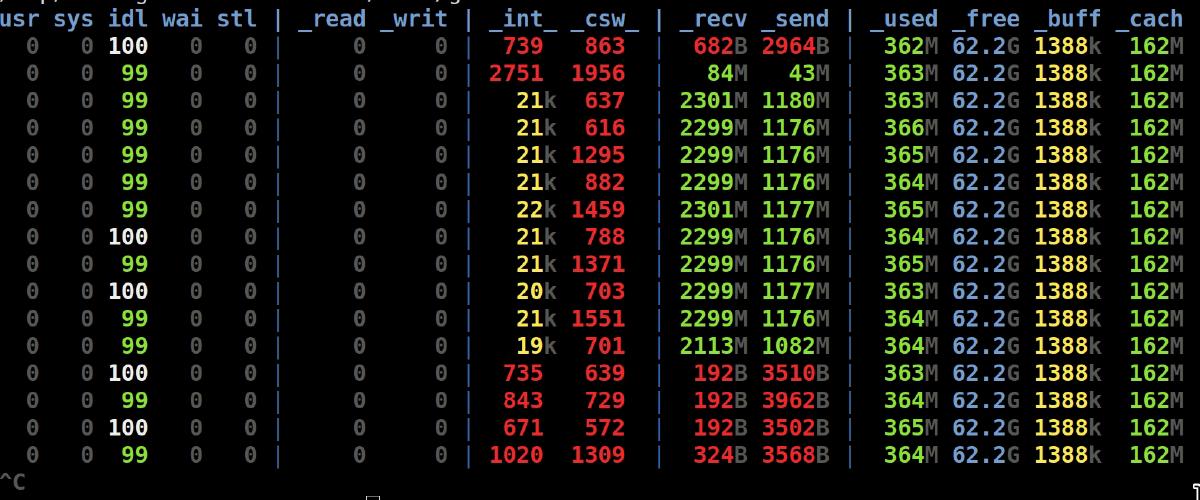 usr sys idl wai stl | _read _writ | _int_ _csw_ | _recv _send | _used _free _buff _cach
0 0 100 0 0 | 0 0 | 739 863 | 682B 2964B | 362M 62.2G 1388k 162M
0 0 99 0 0 | 0 0 | 2751 1956 | 84M 43M | 363M 62.2G 1388k 162M
0 0 99 0 0 | 0 0 | 21k 637 | 2301M 1180M | 363M 62.2G 1388k 162M
0 0 99 0 0 | 0 0 | 21k 616 | 2299M 1176M | 366M 62.2G 1388k 162M
0 0 99 0 0 | 0 0 | 21k 1295 | 2299M 1176M | 365M 62.2G 1388k 162M
0 0 99 0 0 | 0 0 | 21k 882 | 2299M 1176M | 364M 62.2G 1388k 162M
0 0 99 0 0 | 0 0 | 22k 1459 | 2301M 1177M | 365M 62.2G 1388k 162M
0 0 100 0 0 | 0 0 | 21k 788 | 2299M 1176M | 364M 62.2G 1388k 162M
0 0 99 0 0 | 0 0 | 21k 1371 | 2299M 1176M | 365M 62.2G 1388k 162M
0 0 100 0 0 | 0 0 | 20k 703 | 2299M 1177M | 363M 62.2G 1388k 162M
0 0 99 0 0 | 0 0 | 21k 1551 | 2299M 1176M | 364M 62.2G 1388k 162M
0 0 99 0 0 | 0 0 | 19k 701 | 2113M 1082M | 364M 62.2G 1388k 162M
0 0 100 0 0 | 0 0 | 735 639 | 192B 3510B | 363M 62.2G 1388k 162M
0 0 99 0 0 | 0 0 | 843 729 | 192B 3962B | 364M 62.2G 1388k 162M
0 0 100 0 0 | 0 0 | 671 572 | 192B 3502B | 365M 62.2G 1388k 162M
0 0 99 0 0 | 0 0 | 1020 1309 | 324B 3568B | 364M 62.2G 1388k 162M
^C